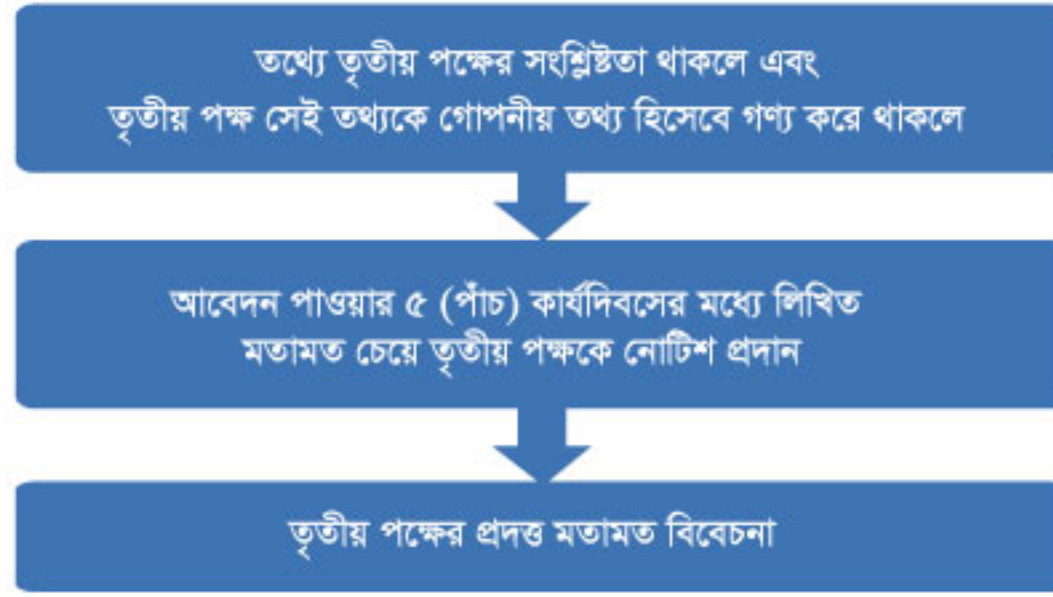 তথ্যে তৃতীয় পক্ষের সংশ্লিষ্টতা থাকলে এবং
তৃতীয় পক্ষ সেই তথ্যকে গোপনীয় তথ্য হিসেবে গণ্য করে থাকলে
আবেদন পাওয়ার ৫ (পাঁচ) কার্যদিবসের মধ্যে লিখিত
মতামত চেয়ে তৃতীয় পক্ষকে নোটিশ প্রদান
তৃতীয় পক্ষের প্রদত্ত মতামত বিবেচনা